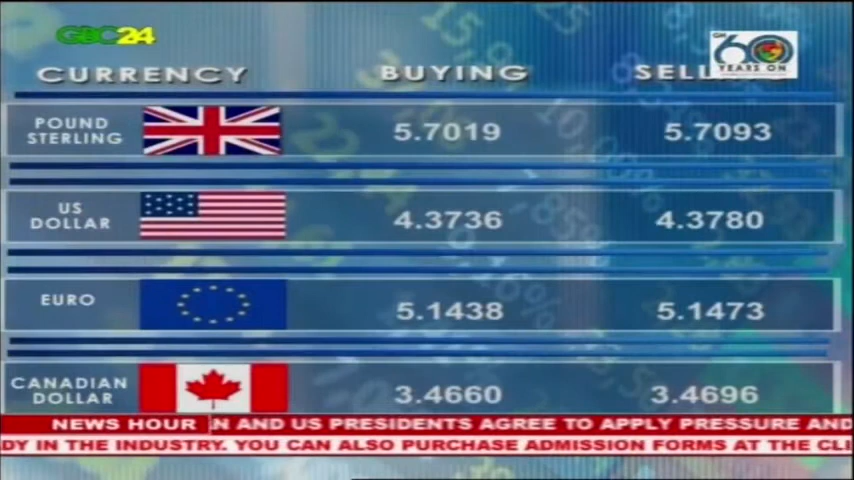 GBC24
GH
60
YEARS ON
CURRENCY BUYING SELL
POUND
STERLING
5.7019 5.7093
US
DOLLAR
4.3736 4.3780
EURO
5.1438 5.1473
CANADIAN
DOLLAR
3.4660 3.4696
NEWS HOUR AN AND US PRESIDENTS AGREE TO APPLY PRESSURE AND
DY IN THE INDUSTRY. YOU CAN ALSO PURCHASE ADMISSION FORMS AT THE CLI